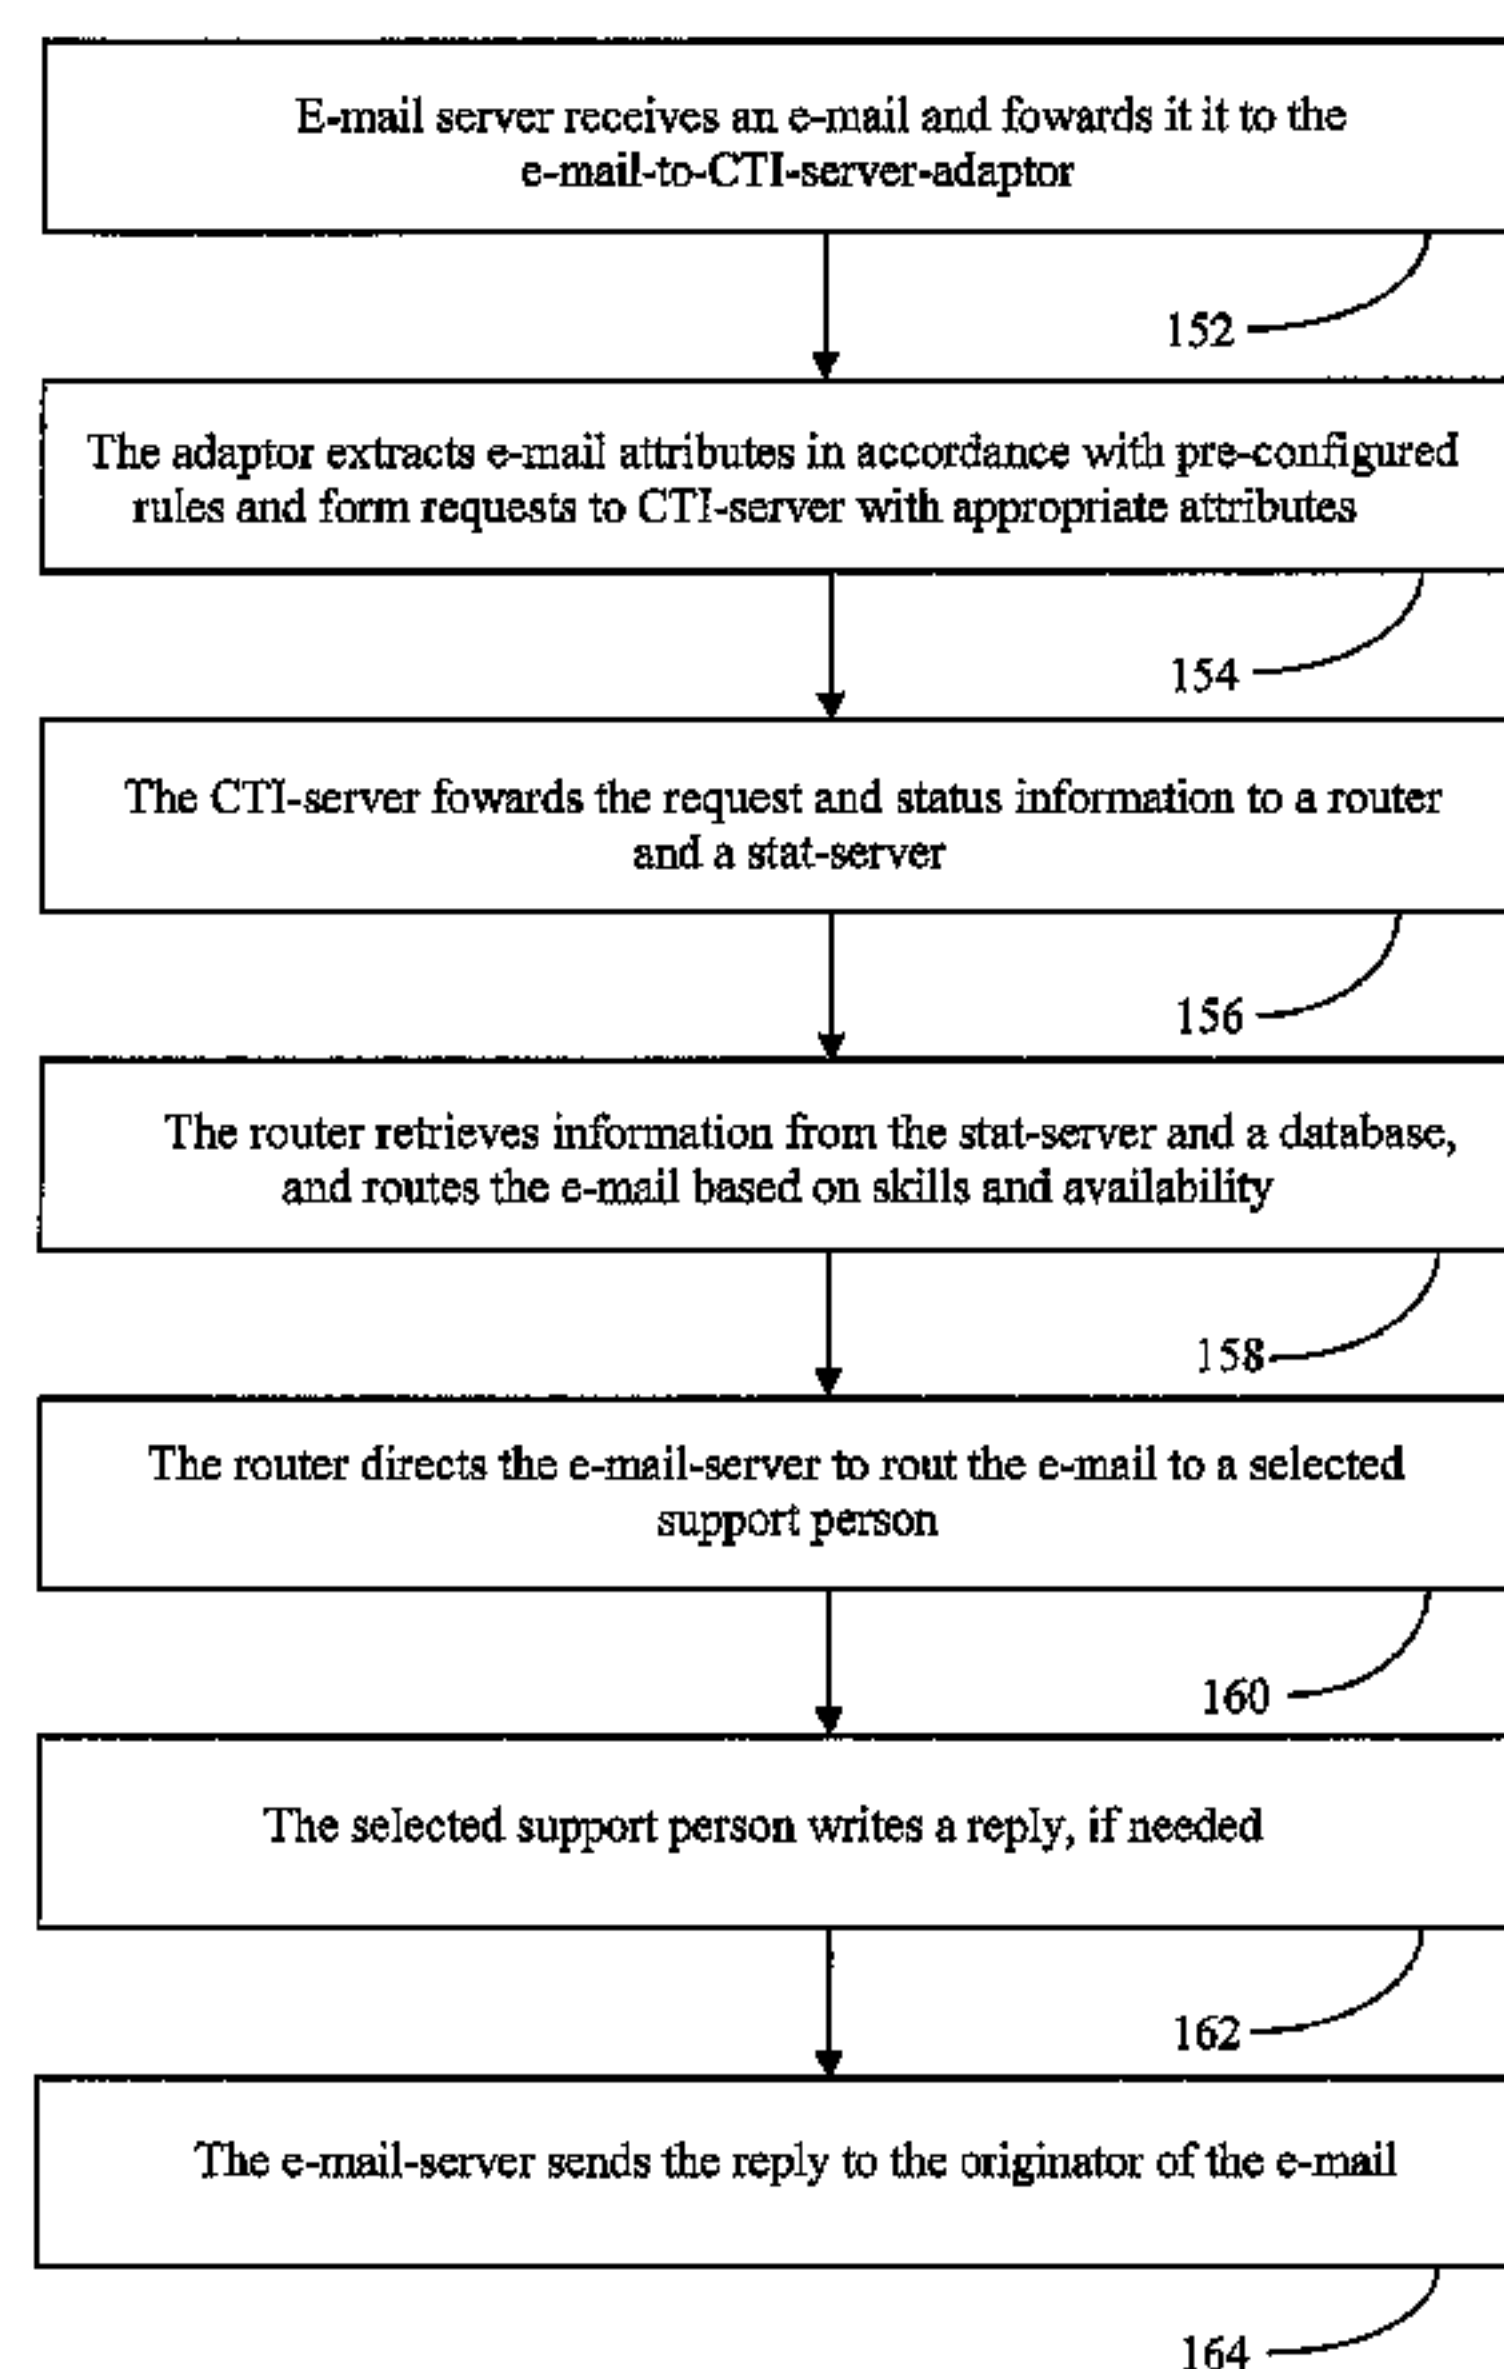 E-mail server receives an e-mail and fowards it it to the
e-mail-to-CTI-server-adaptor
152
The adaptor extracts e-mail attributes in accordance with pre-configured
rules and form requests to CTI-server with appropriate attributes
154
The CTI-server fowards the request and status information to a router
and a stat-server
156
The router retrieves information from the stat-server and a database,
and routes the e-mail based on skills and availability
158
The router directs the e-mail-server to rout the e-mail to a selected
support person
160
The selected support person writes a reply, if needed
162
The e-mail-server sends the reply to the originator of the e-mail
164